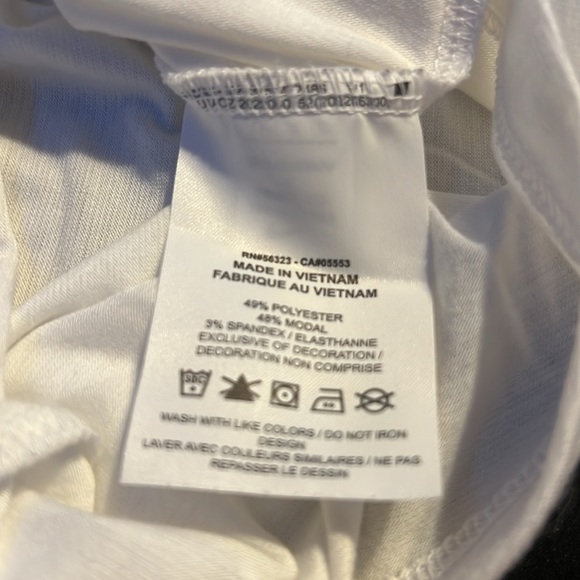 RN#56323 - CA#05553
MADE IN VIETNAM
FABRIQUE AU VIETNAM
49% POLYESTER
48% MODAL
3% SPANDEX / ELASTHANNE
EXCLUSIVE OF DECORATION /
DECORATION NON COMPRISE
50C
WASH WITH LIKE COLORS / DO NOT IRON
DESIGN
LAVER AVEC COULEURS SIMILAIRES / NE PAS
REPASSER LE DESSIN